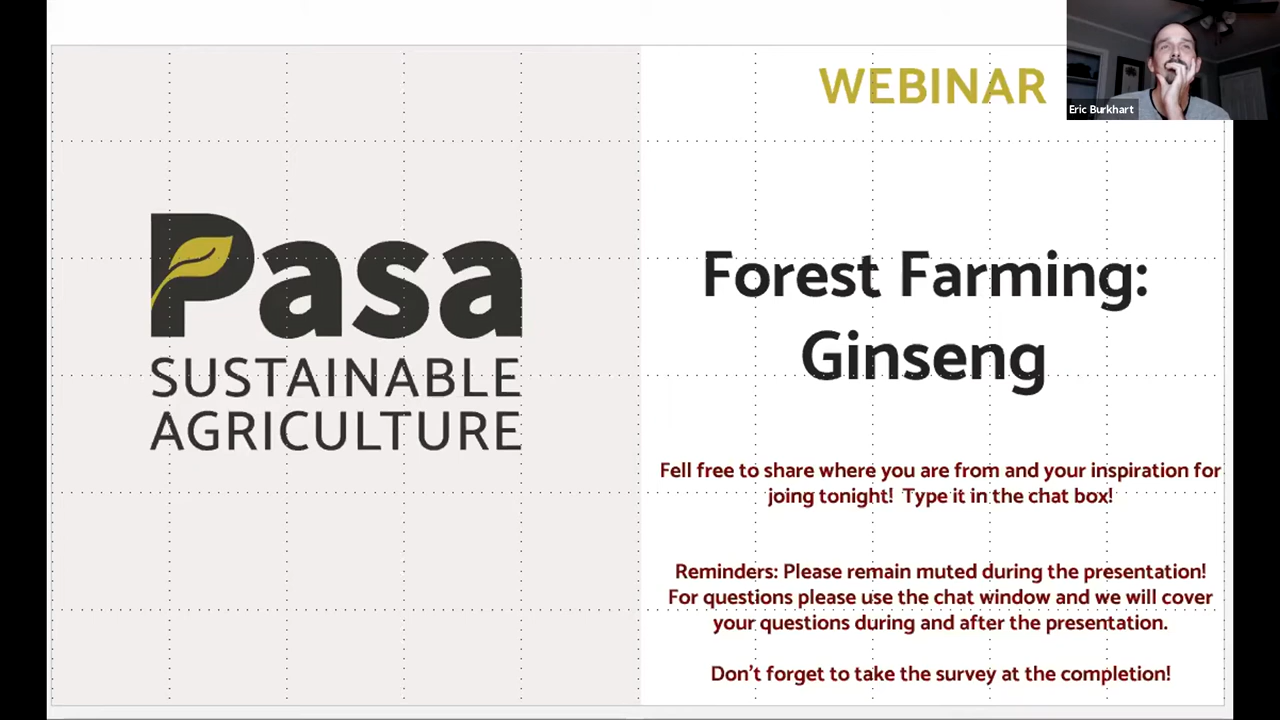 WEBINAR
Eric Burkhart
Pasa
SUSTAINABLE
AGRICULTURE
Forest Farming:
Ginseng
Fell free to share where you are from and your inspiration for
joing tonight!  Type it in the chat box!
Reminders: Please remain muted during the presentation!
For questions please use the chat window and we will cover
your questions during and after the presentation.
Don't forget to take the survey at the completion!